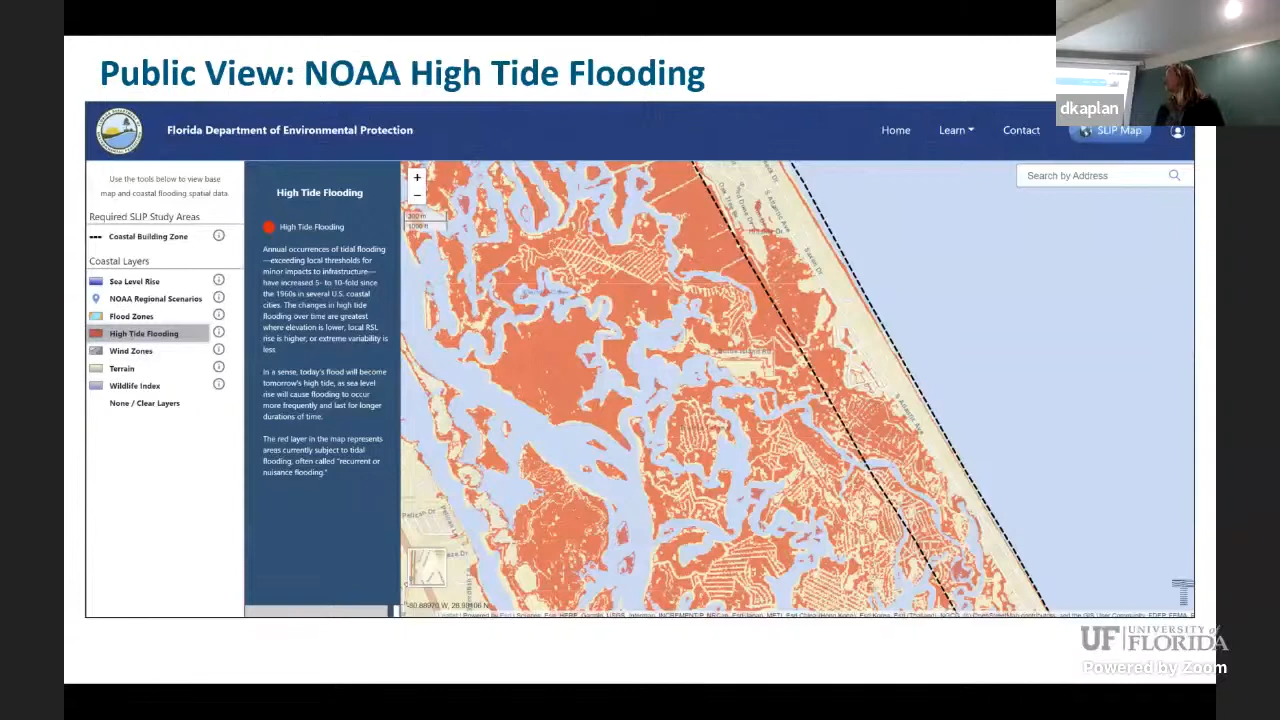 Public View: NOAA High Tide Flooding
dkaplan
Florida Department of Environmental Protection
Home
Learn
Contact
SLIP Map
Use the tools below to view base
map and coastal flooding spatial data.
Required SLIP Study Areas
Coastal Building Zone
Coastal Layers
Sea Level Rise
NOAA Regional Scenarios
Flood Zones
High Tide Flooding
Wind Zones
Terrain
Wildlife Index
None / Clear Layers
High Tide Flooding
High Tide Flooding
Annual occurrences of tidal flooding
—exceeding local thresholds for
minor impacts to infrastructure—
have increased 5- to 10-fold since
the 1960s in several U.S. coastal
cities. The changes in high tide
flooding over time are greatest
where elevation is lower, local RSL
rise is higher, or extreme variability is
less
In a sense, today's flood will become
tomorrow's high tide, as sea level
rise will cause flooding to occur
more frequently and last for longer
durations of time.
The red layer in the map represents
areas currently subject to tidal
flooding, often called "recurrent or
nuisance flooding."
+
−
Search by Address
S Atlantic Ave
S Atlantic Ave
Pelican Dr
UF UNIVERSITY of
FLORIDA
Powered by Zoom